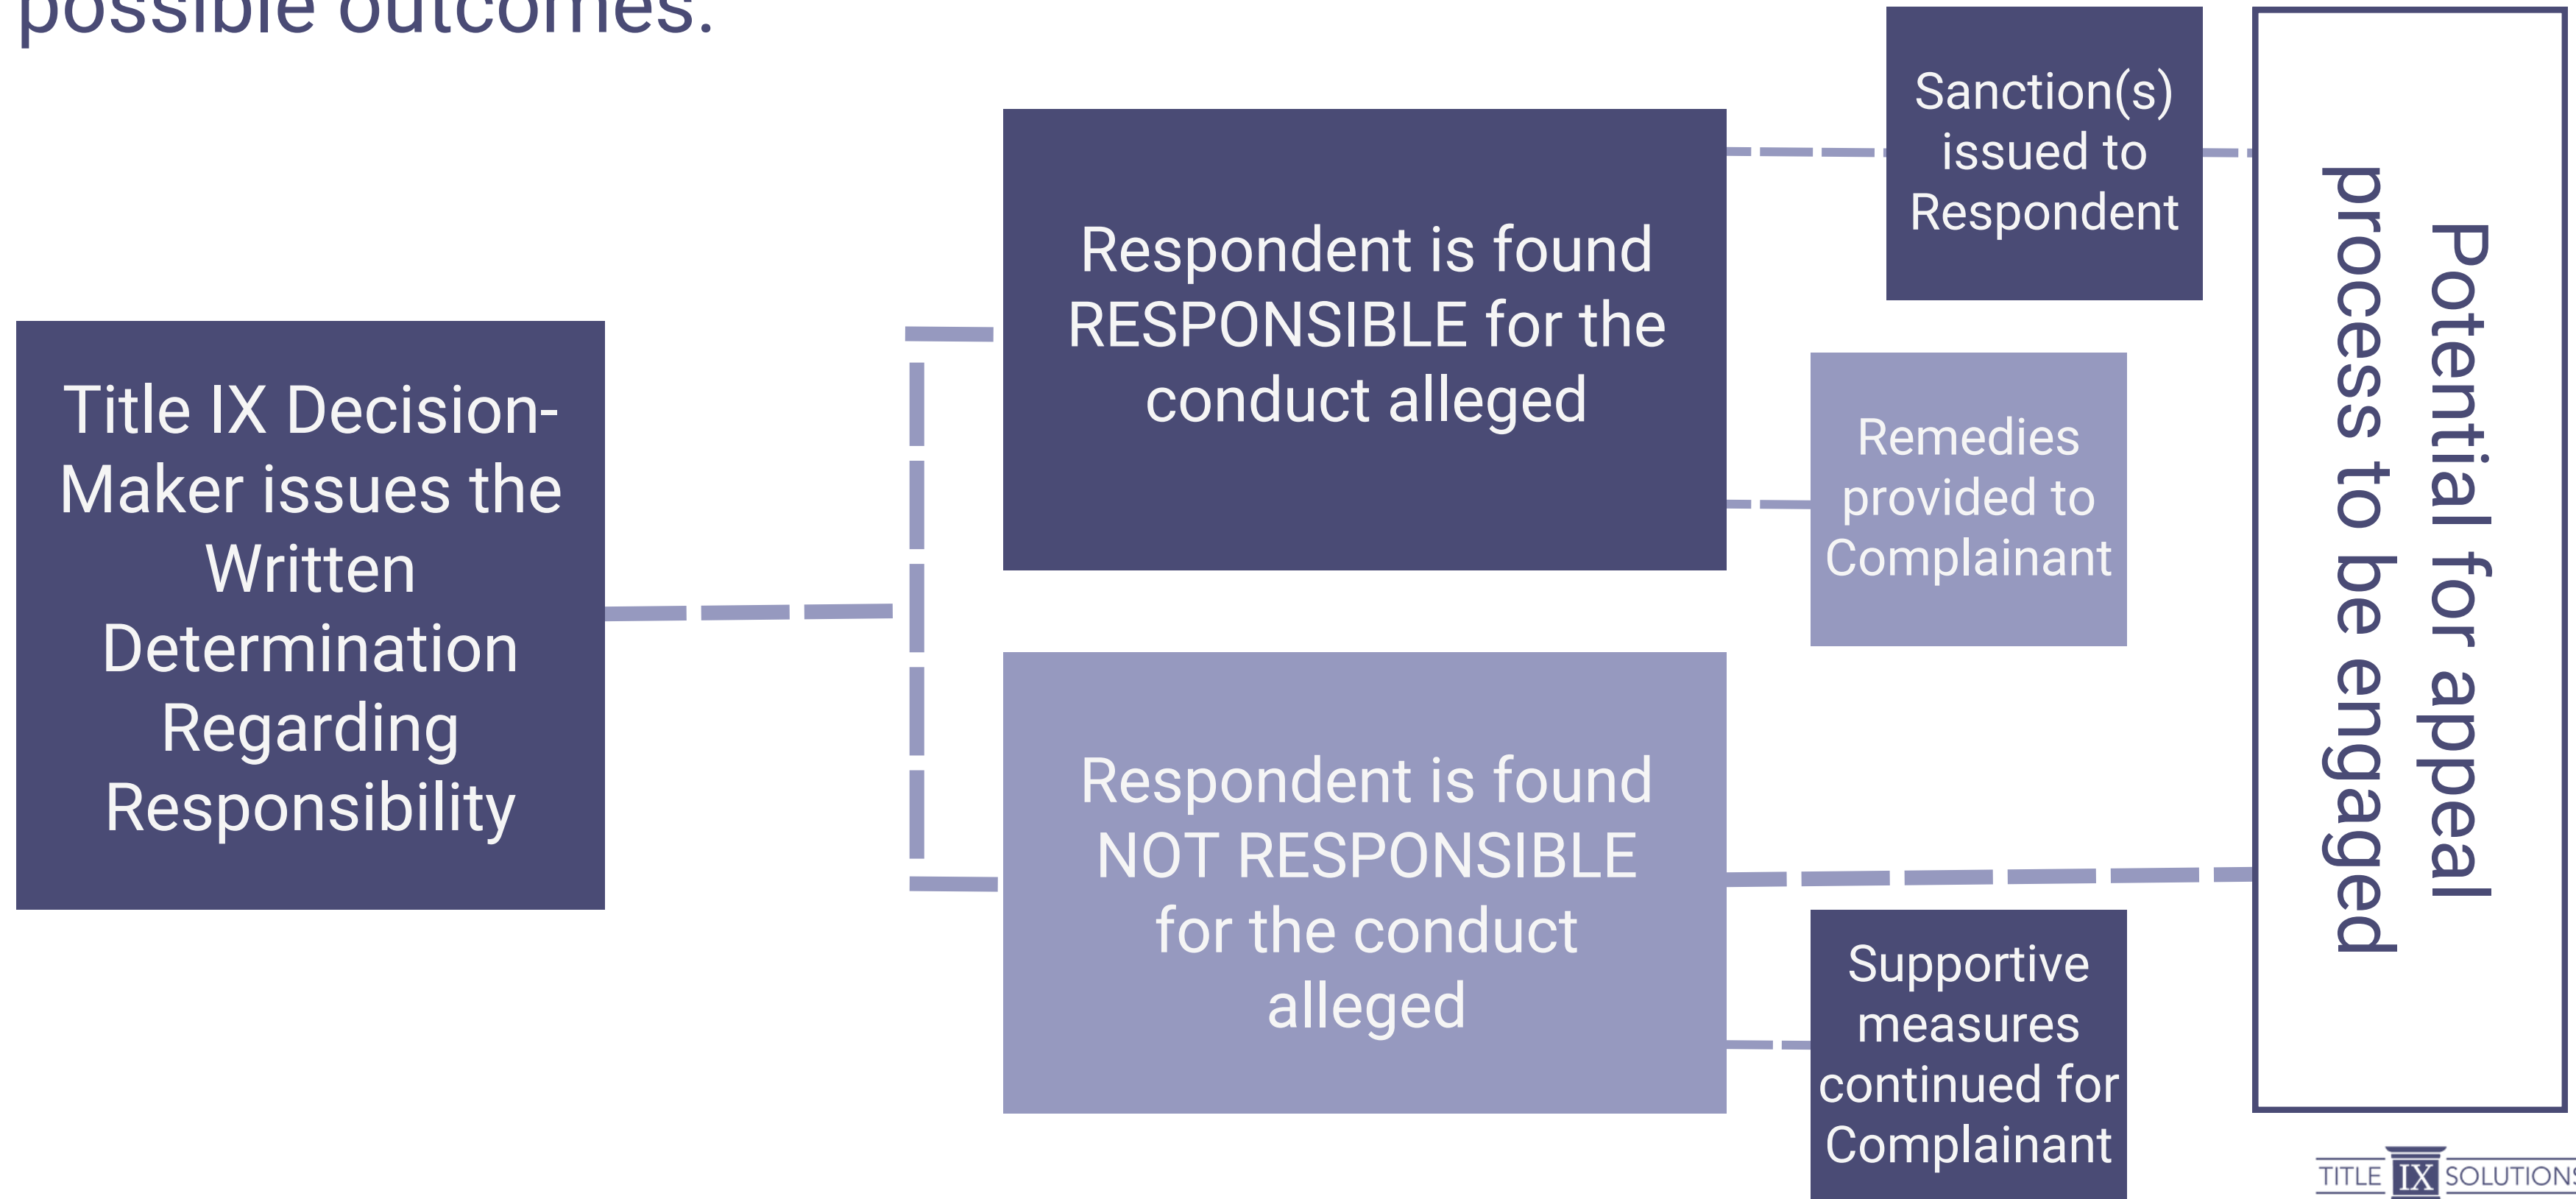 possible outcomes:
Title IX Decision-
Maker issues the
Written
Determination
Regarding
Responsibility
Respondent is found
RESPONSIBLE for the
conduct alleged
Sanction(s)
issued to
Respondent
Remedies
provided to
Complainant
Respondent is found
NOT RESPONSIBLE
for the conduct
alleged
Supportive
measures
continued for
Complainant
Potential for appeal
process to be engaged
TITLE IX SOLUTIONS